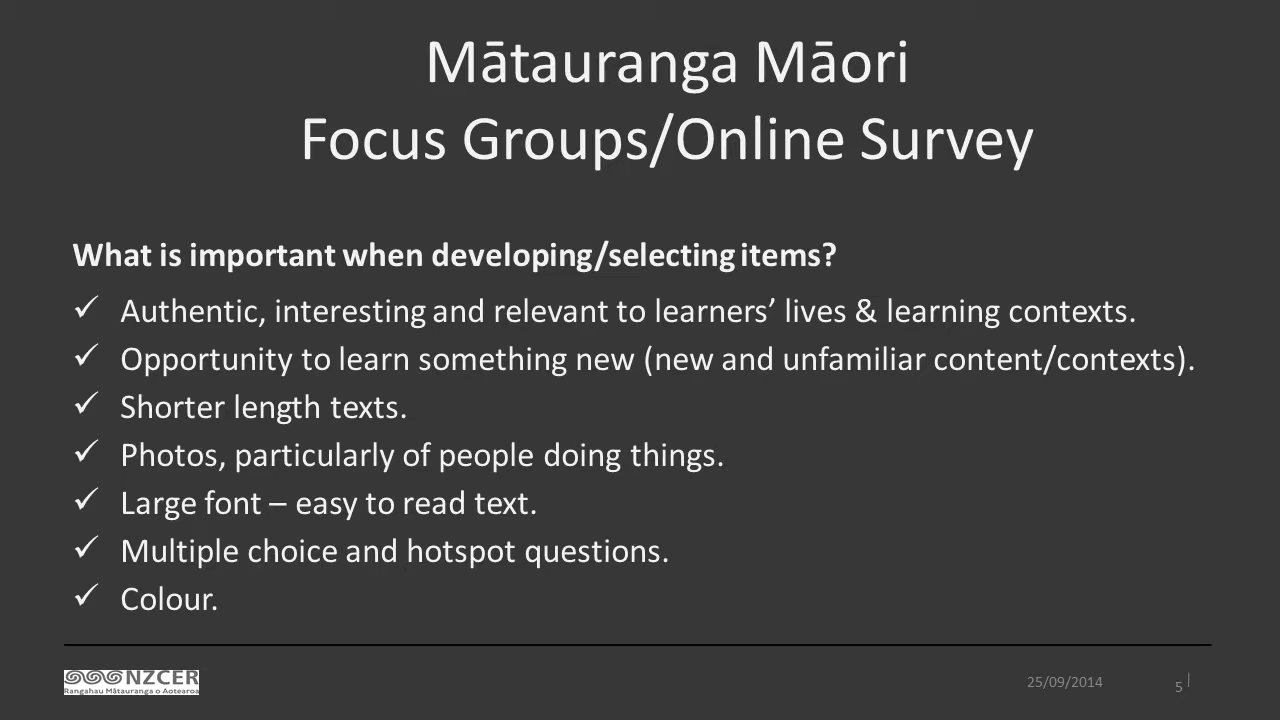 Mātauranga Māori
Focus Groups/Online Survey
What is important when developing/selecting items?
✓ Authentic, interesting and relevant to learners’ lives & learning contexts.
✓ Opportunity to learn something new (new and unfamiliar content/contexts).
✓ Shorter length texts.
✓ Photos, particularly of people doing things.
✓ Large font – easy to read text.
✓ Multiple choice and hotspot questions.
✓ Colour.
NZCER
Rangahau Mātauranga o Aotearoa
25/09/2014
5 |